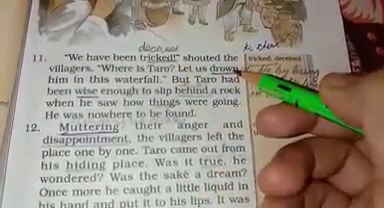 deceived
11. "We have been tricked!" shouted the
villagers. "Where is Taro? Let us drown
him in this waterfall." But Taro had
been wise enough to slip behind a rock
when he saw how things were going.
He was nowhere to be found.
12. Muttering their anger and
disappointment, the villagers left the
place one by one. Taro came out from
his hiding place. Was it true, he
wondered? Was the sake a dream?
Once more he caught a little liquid in
his hand and put it to his lips. It was
tricked: deceived
by being